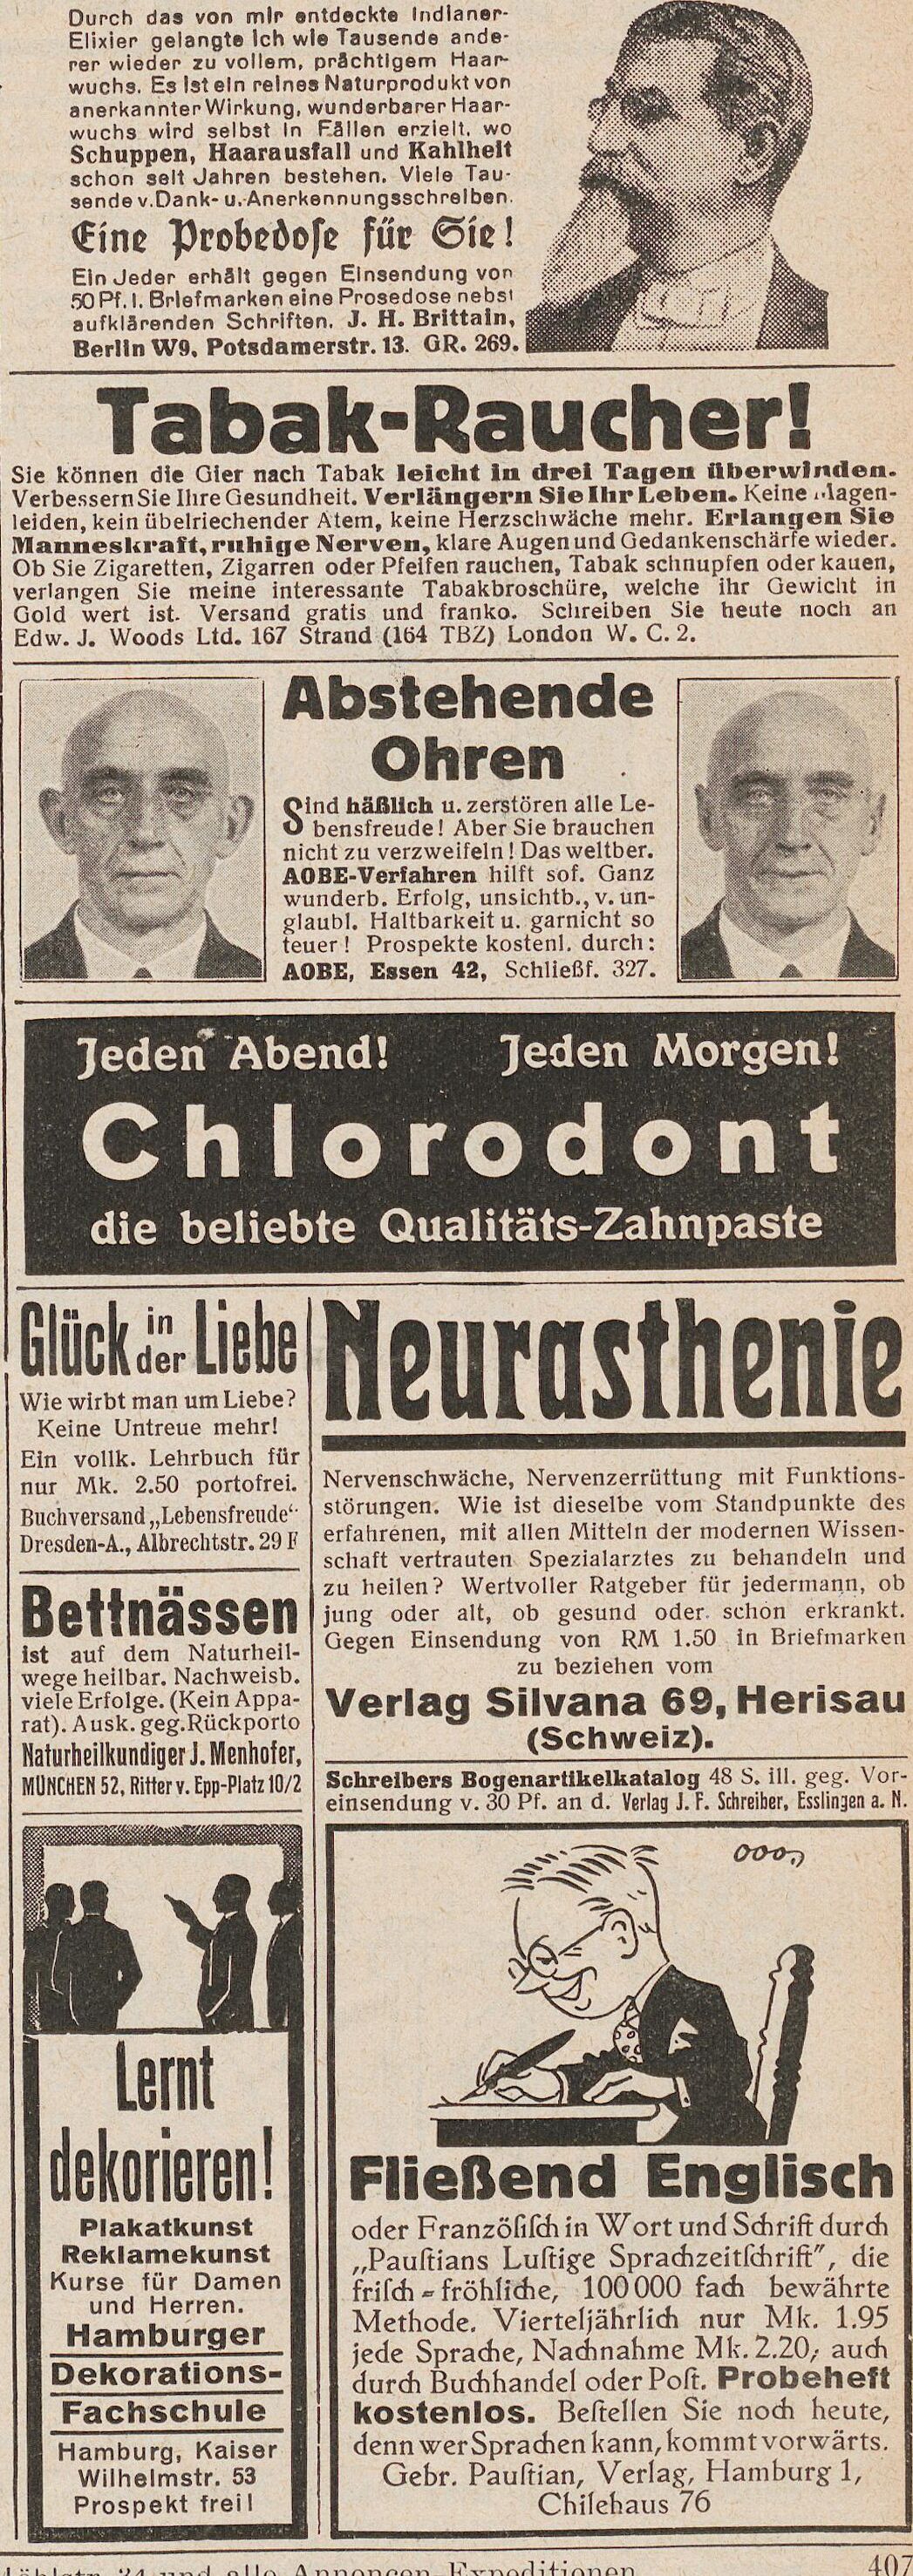 Durch das von mir entdeckte Indianer-
Elixier gelangte ich wie Tausende ande-
rer wieder zu vollem, prächtigem Haar-
wuchs. Es ist ein reines Naturprodukt von
anerkannter Wirkung, wunderbarer Haar-
wuchs wird selbst in Fällen erzielt, wo
Schuppen, Haarausfall und Kahlheit
schon seit Jahren bestehen. Viele Tau-
sende v. Dank- u. Anerkennungsschreiben.
Eine Probedose für Sie!
Ein Jeder erhält gegen Einsendung von
50 Pf. i. Briefmarken eine Prosedose nebst
aufklärenden Schriften. J. H. Brittain,
Berlin W9, Potsdamerstr. 13. GR. 269.
Tabak-Raucher!
Sie können die Gier nach Tabak leicht in drei Tagen überwinden.
Verbessern Sie Ihre Gesundheit. Verlängern Sie Ihr Leben. Keine Magen-
leiden, kein übelriechender Atem, keine Herzschwäche mehr. Erlangen Sie
Manneskraft, ruhige Nerven, klare Augen und Gedankenschärfe wieder.
Ob Sie Zigaretten, Zigarren oder Pfeifen rauchen, Tabak schnupfen oder kauen,
verlangen Sie meine interessante Tabakbroschüre, welche ihr Gewicht in
Gold wert ist. Versand gratis und franko. Schreiben Sie heute noch an
Edw. J. Woods Ltd. 167 Strand (164 TBZ) London W. C. 2.
Abstehende
Ohren
Sind häßlich u. zerstören alle Le-
bensfreude! Aber Sie brauchen
nicht zu verzweifeln! Das weltber.
AOBE-Verfahren hilft sof. Ganz
wunderb. Erfolg, unsichtb., v. un-
glaubl. Haltbarkeit u. garnicht so
teuer! Prospekte kostenl. durch:
AOBE, Essen 42, Schließf. 327.
Jeden Abend! Jeden Morgen!
Chlorodont
die beliebte Qualitäts-Zahnpaste
Glück in der Liebe
Wie wirbt man um Liebe?
Keine Untreue mehr!
Ein vollk. Lehrbuch für
nur Mk. 2.50 portofrei.
Buchversand „Lebensfreude“
Dresden-A., Albrechtstr. 29 F
Bettnässen
ist auf dem Naturheil-
wege heilbar. Nachweisb.
viele Erfolge. (Kein Appa-
rat). Ausk. geg. Rückporto
Naturheilkundiger J. Menhofer,
MÜNCHEN 52, Ritter v. Epp-Platz 10/2
Lernt
dekorieren!
Plakatkunst
Reklamekunst
Kurse für Damen
und Herren.
Hamburger
Dekorations-
Fachschule
Hamburg, Kaiser
Wilhelmstr. 53
Prospekt frei!
Neurasthenie
Nervenschwäche, Nervenzerrüttung mit Funktions-
störungen. Wie ist dieselbe vom Standpunkte des
erfahrenen, mit allen Mitteln der modernen Wissen-
schaft vertrauten Spezialarztes zu behandeln und
zu heilen? Wertvoller Ratgeber für jedermann, ob
jung oder alt, ob gesund oder schon erkrankt.
Gegen Einsendung von RM 1.50 in Briefmarken
zu beziehen vom
Verlag Silvana 69, Herisau
(Schweiz).
Schreibers Bogenartikelkatalog 48 S. ill. geg. Vor-
einsendung v. 30 Pf. an d. Verlag J. F. Schreiber, Esslingen a. N.
Fließend Englisch
oder Franzöſiſch in Wort und Schrift durch
„Pauſtians Luſtige Sprachzeitſchrift”, die
friſch-fröhliche, 100 000 fach bewährte
Methode. Vierteljährlich nur Mk. 1.95
jede Sprache, Nachnahme Mk. 2.20, auch
durch Buchhandel oder Poſt. Probeheft
kostenlos. Beſtellen Sie noch heute,
denn wer Sprachen kann, kommt vorwärts.
Gebr. Pauſtian, Verlag, Hamburg 1,
Chilehaus 76
24 und alle Annoncen-Expeditionen
407